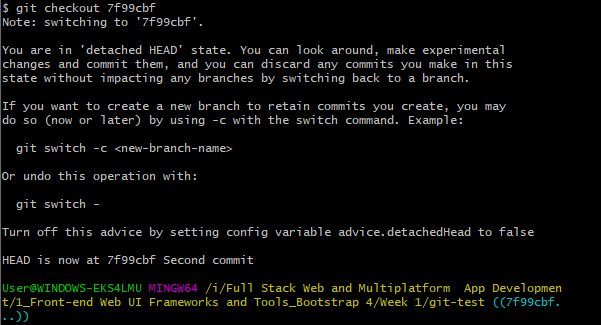 $ git checkout 7f99cbf
Note: switching to '7f99cbf'.
You are in 'detached HEAD' state. You can look around, make experimental
changes and commit them, and you can discard any commits you make in this
state without impacting any branches by switching back to a branch.
If you want to create a new branch to retain commits you create, you may
do so (now or later) by using -c with the switch command. Example:
git switch -c <new-branch-name>
Or undo this operation with:
git switch -
Turn off this advice by setting config variable advice.detachedHead to false
HEAD is now at 7f99cbf Second commit
User@WINDOWS-EKS4LMU MINGW64 /i/Full Stack Web and Multiplatform  App Developmen
t/1_Front-end Web UI Frameworks and Tools_Bootstrap 4/Week 1/git-test ((7f99cbf.
..))